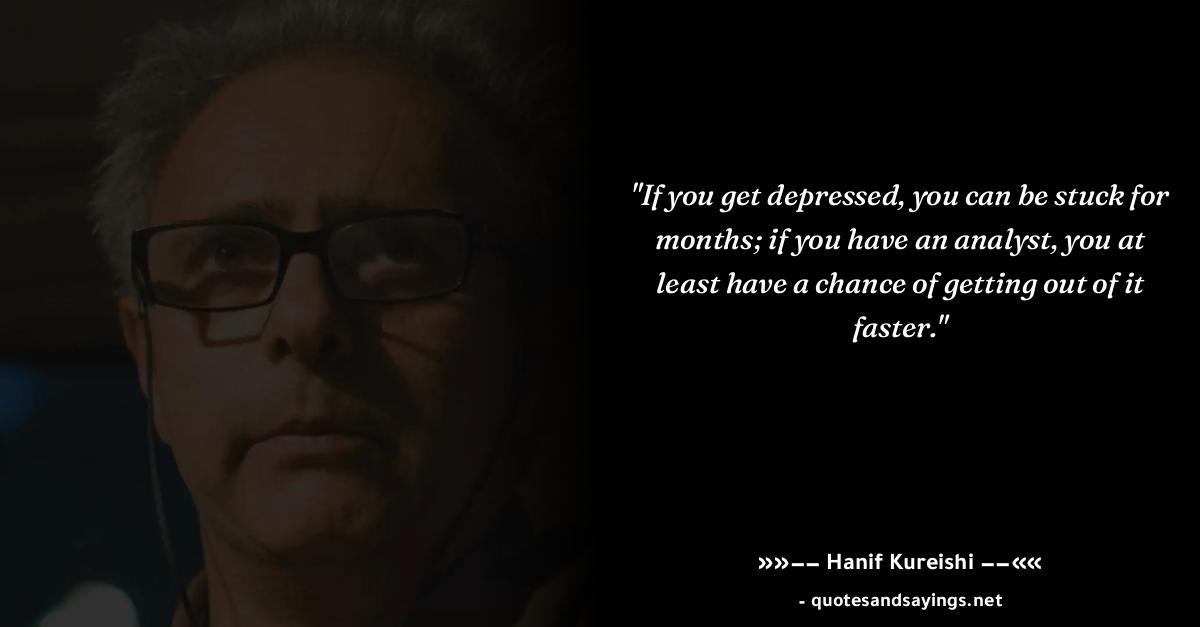 "If you get depressed, you can be stuck for
months; if you have an analyst, you at
least have a chance of getting out of it
faster."
»»−− Hanif Kureishi −−««
- quotesandsayings.net